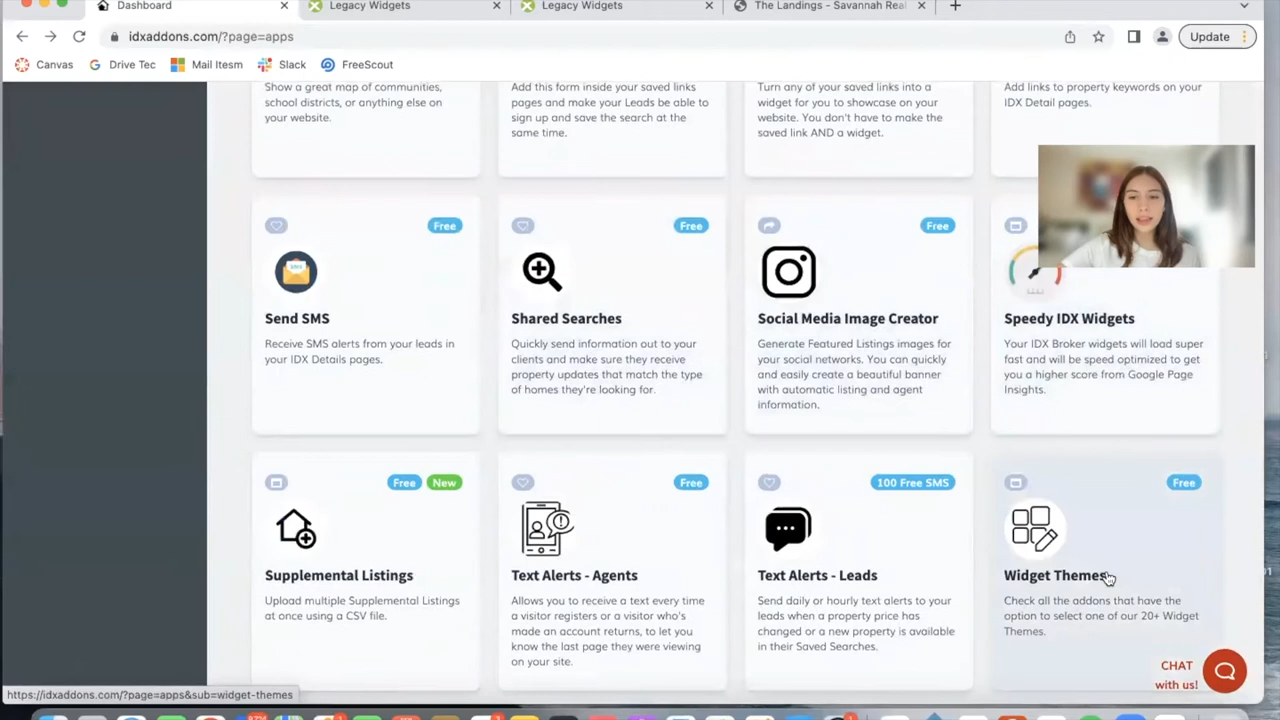 Dashboard
Legacy Widgets
Legacy Widgets
The Landings - Savannah Real
idxaddons.com/?page=apps
Update
Canvas
Drive Tec
Mail Itesm
Slack
FreeScout
Show a great map of communities,
school districts, or anything else on
your website.
Add this form inside your saved links
pages and make your Leads be able to
sign up and save the search at the
same time.
Turn any of your saved links into a
widget for you to showcase on your
website. You don't have to make the
saved link AND a widget.
Add links to property keywords on your
IDX Detail pages.
Free
Send SMS
Receive SMS alerts from your leads in
your IDX Details pages.
Free
Shared Searches
Quickly send information out to your
clients and make sure they receive
property updates that match the type
of homes they're looking for.
Free
Social Media Image Creator
Generate Featured Listings images for
your social networks. You can quickly
and easily create a beautiful banner
with automatic listing and agent
information.
Speedy IDX Widgets
Your IDX Broker widgets will load super
fast and will be speed optimized to get
you a higher score from Google Page
Insights.
Free New
Supplemental Listings
Upload multiple Supplemental Listings
at once using a CSV file.
Free
Text Alerts - Agents
Allows you to receive a text every time
a visitor registers or a visitor who's
made an account returns, to let you
know the last page they were viewing
on your site.
100 Free SMS
Text Alerts - Leads
Send daily or hourly text alerts to your
leads when a property price has
changed or a new property is available
in their Saved Searches.
Free
Widget Themes
Check all the addons that have the
option to select one of our 20+ Widget
Themes.
CHAT
with us!
https://idxaddons.com/?page=apps&sub=widget-themes